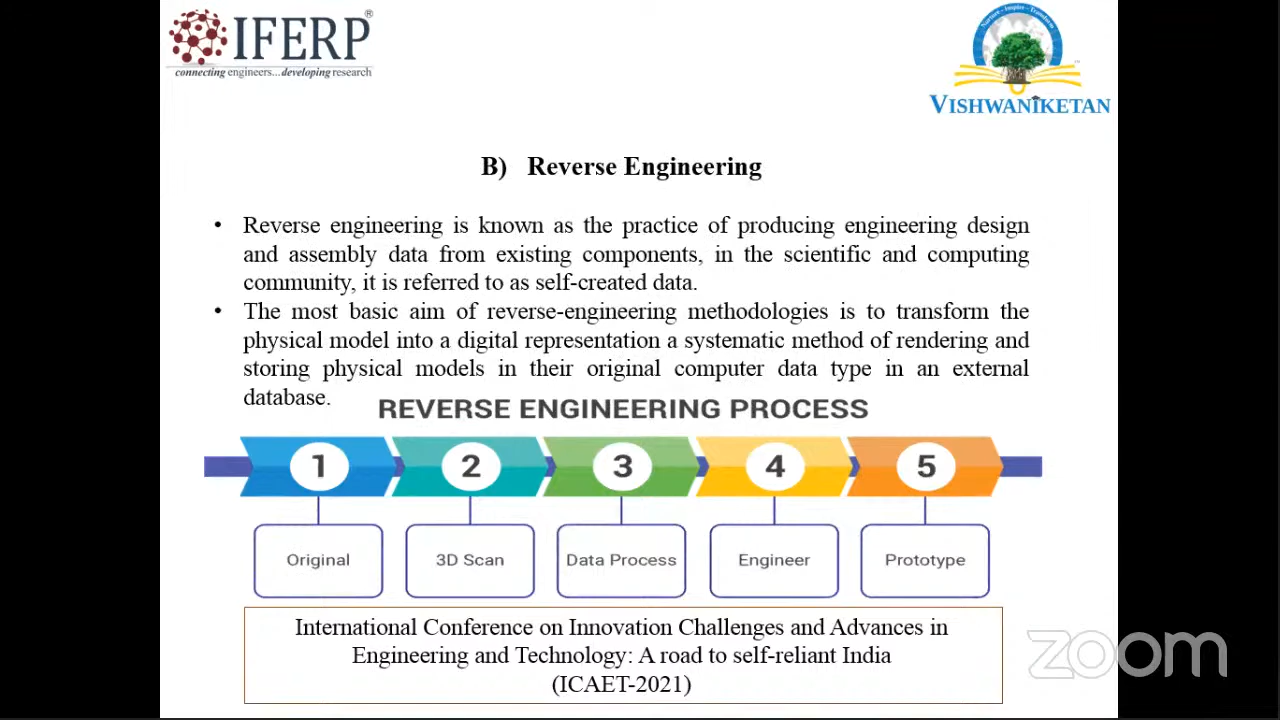 IFERP®
connecting engineers...developing research
Nurture - Inspire - Transform
VISHWANIKETAN
B) Reverse Engineering
• Reverse engineering is known as the practice of producing engineering design
and assembly data from existing components, in the scientific and computing
community, it is referred to as self-created data.
• The most basic aim of reverse-engineering methodologies is to transform the
physical model into a digital representation a systematic method of rendering and
storing physical models in their original computer data type in an external
database.
REVERSE ENGINEERING PROCESS
1 2 3 4 5
Original 3D Scan Data Process Engineer Prototype
International Conference on Innovation Challenges and Advances in
Engineering and Technology: A road to self-reliant India
(ICAET-2021)
zoom